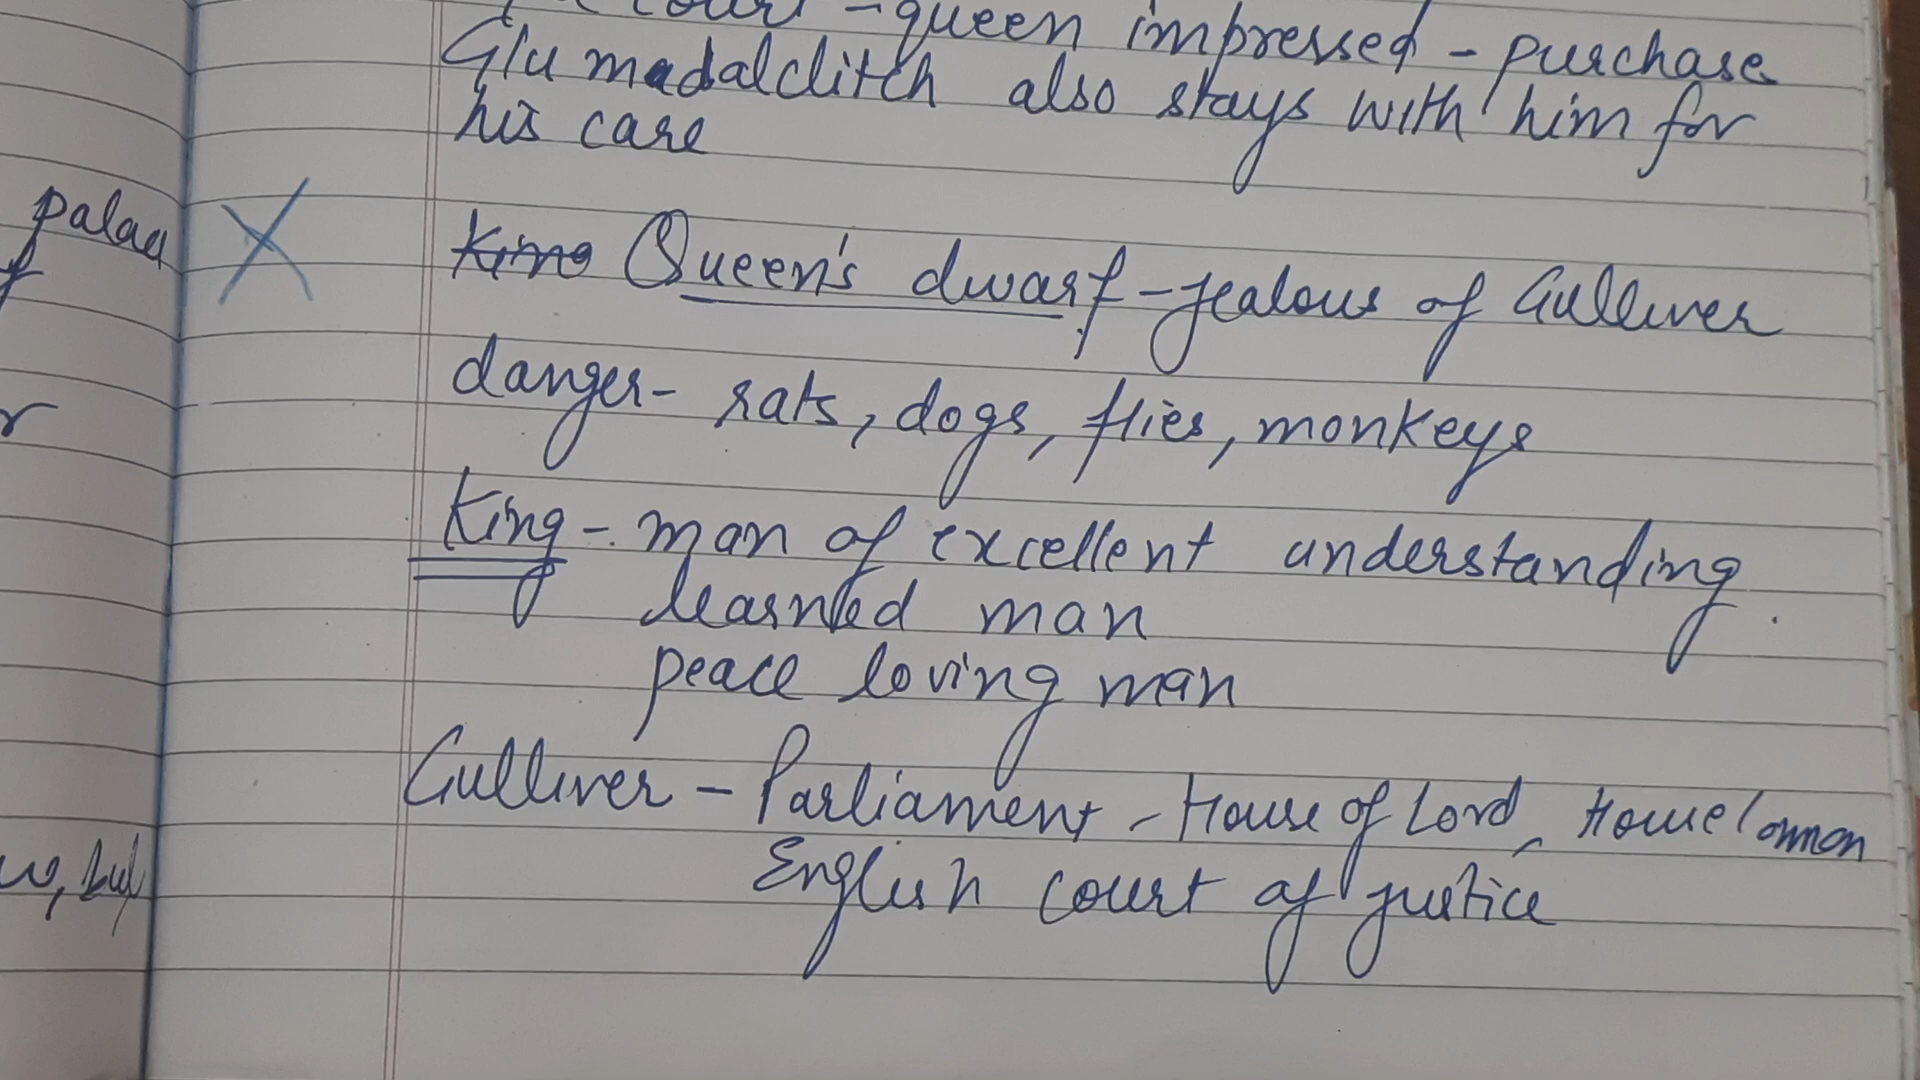 court - queen impressed - purchase
Glumadalclitch also stays with him for
his care
palace
King Queen's dwarf - jealous of Gulliver
danger - rats, dogs, flies, monkeys
King - man of excellent understanding.
learned man
peace loving man
Gulliver - Parliament - House of Lord, House Common
English court of justice